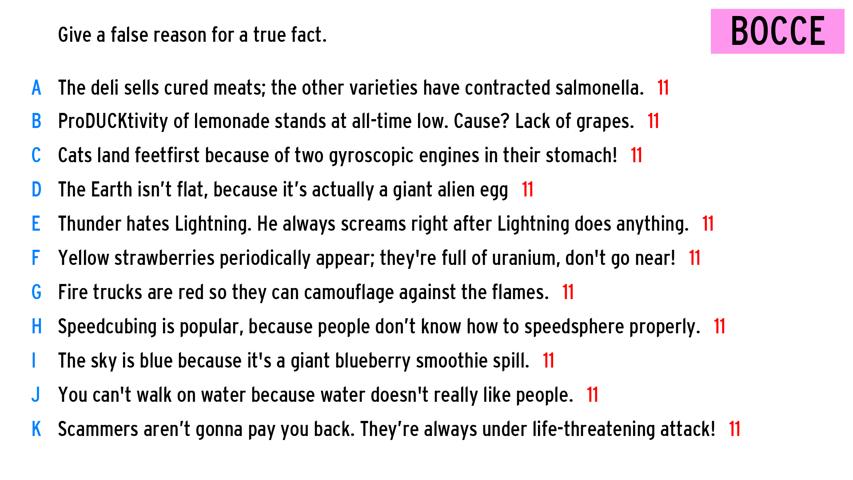 Give a false reason for a true fact.
BOCCE
A The deli sells cured meats; the other varieties have contracted salmonella. 11
B ProDUCKtivity of lemonade stands at all-time low. Cause? Lack of grapes. 11
C Cats land feetfirst because of two gyroscopic engines in their stomach! 11
D The Earth isn't flat, because it's actually a giant alien egg 11
E Thunder hates Lightning. He always screams right after Lightning does anything. 11
F Yellow strawberries periodically appear; they're full of uranium, don't go near! 11
G Fire trucks are red so they can camouflage against the flames. 11
H Speedcubing is popular, because people don't know how to speedsphere properly. 11
I The sky is blue because it's a giant blueberry smoothie spill. 11
J You can't walk on water because water doesn't really like people. 11
K Scammers aren't gonna pay you back. They're always under life-threatening attack! 11